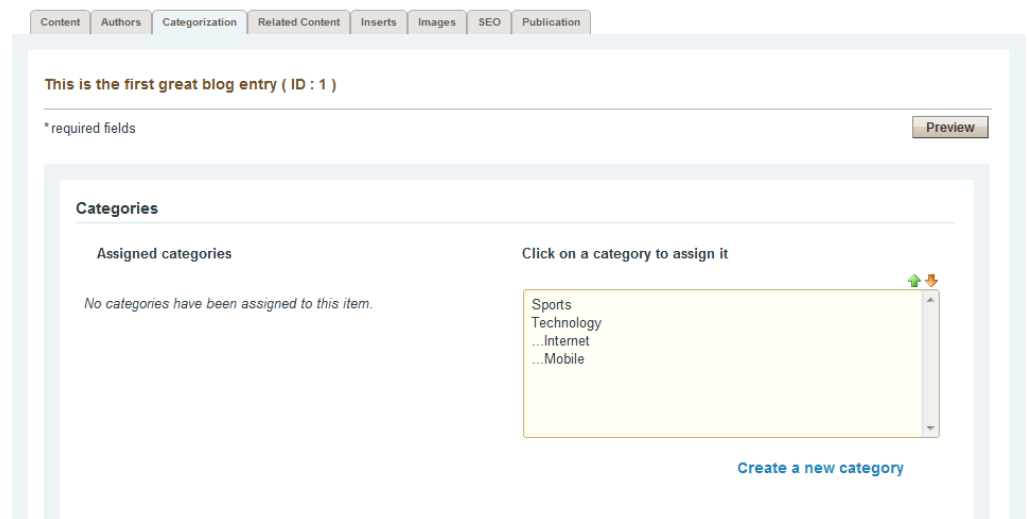 Content Authors Categorization Related Content Inserts Images SEO Publication
This is the first great blog entry ( ID : 1 )
* required fields
Preview
Categories
Assigned categories
No categories have been assigned to this item.
Click on a category to assign it
Sports
Technology
...Internet
...Mobile
Create a new category